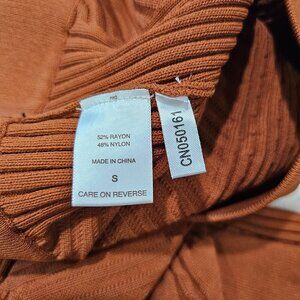 52% RAYON
48% NYLON
MADE IN CHINA
S
CARE ON REVERSE
CN050161